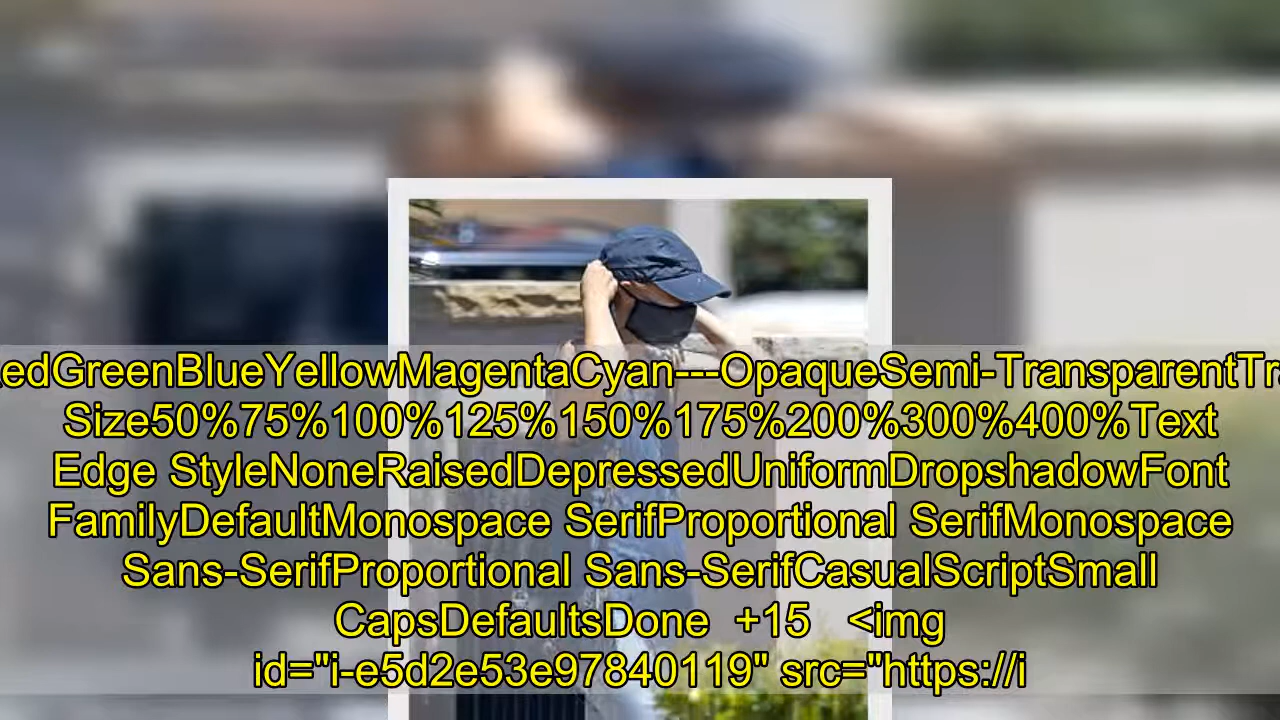 edGreenBlueYellowMagentaCyan---OpaqueSemi-TransparentTr
Size50%75%100%125%150%175%200%300%400%Text
Edge StyleNoneRaisedDepressedUniformDropshadowFont
FamilyDefaultMonospace SerifProportional SerifMonospace
Sans-SerifProportional Sans-SerifCasualScriptSmall
CapsDefaultsDone  +15   <img
id="i-e5d2e53e97840119" src="https://i